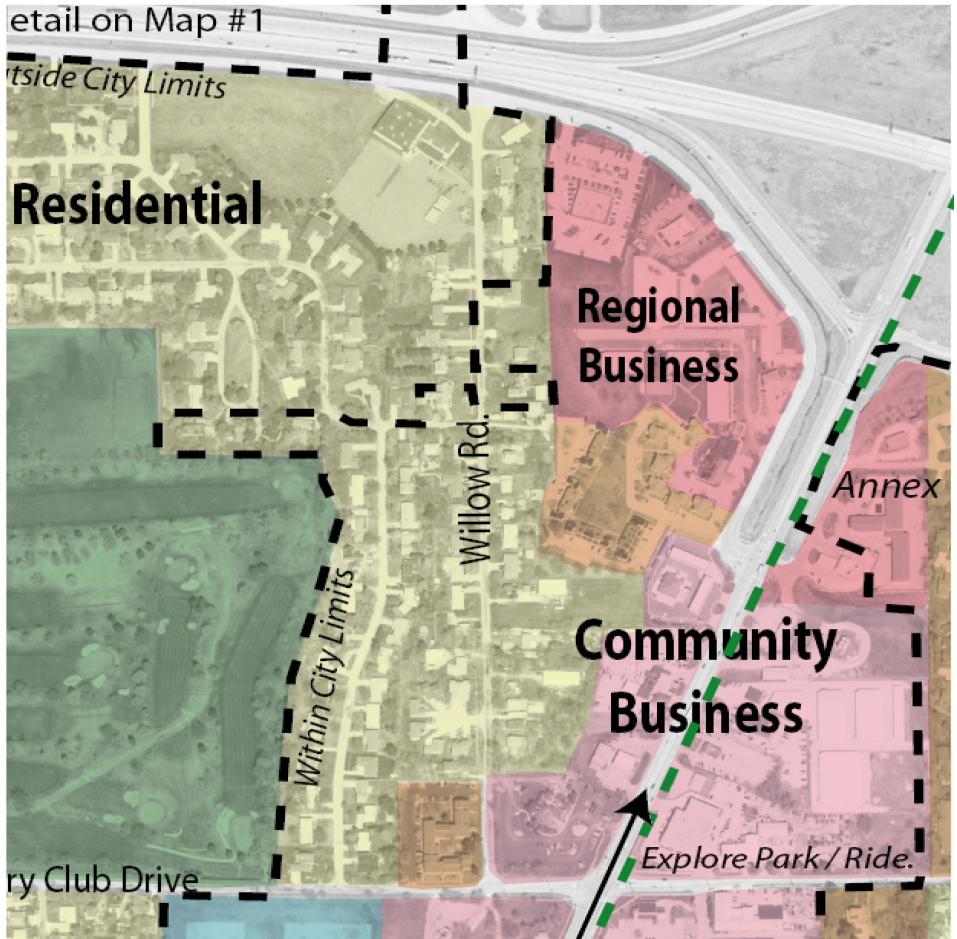 etail on Map #1
tside City Limits
Residential
Regional
Business
Annex
Willow Rd.
Within City Limits
Community
Business
Explore Park / Ride.
ry Club Drive